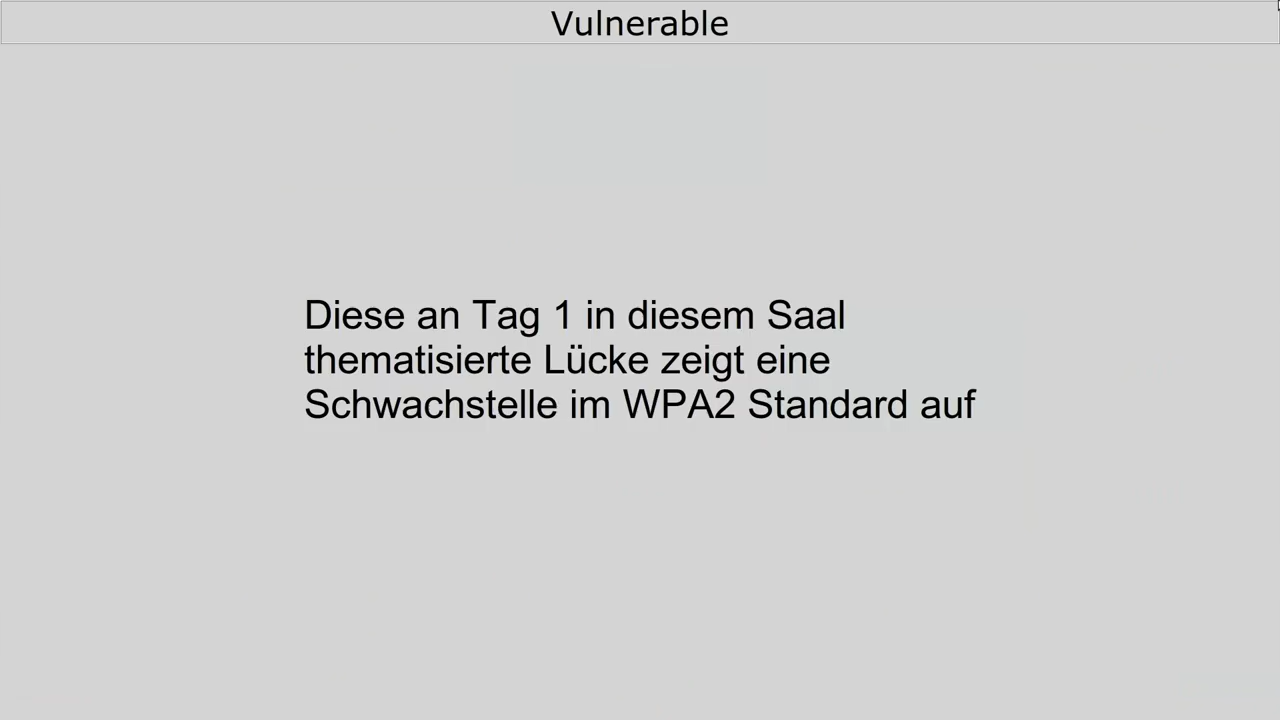 Vulnerable
Diese an Tag 1 in diesem Saal
thematisierte Lücke zeigt eine
Schwachstelle im WPA2 Standard auf